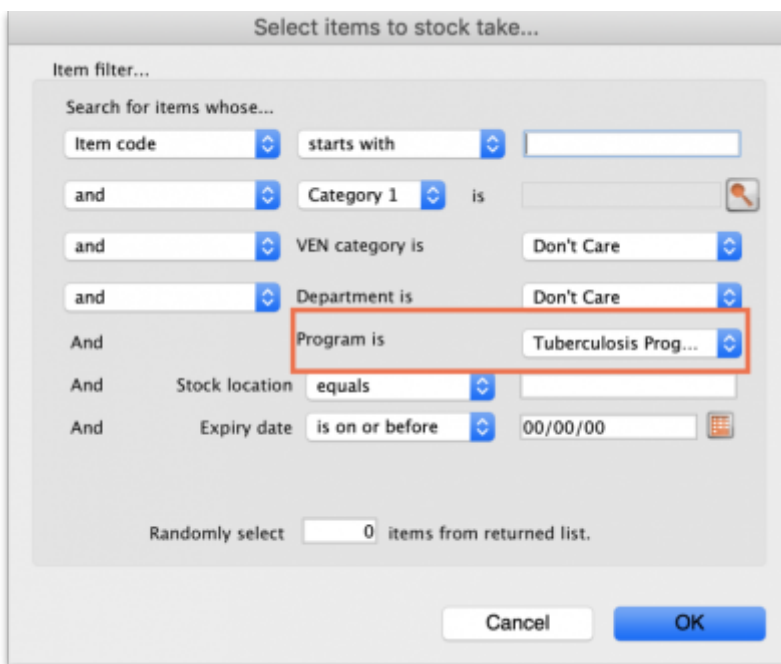 Select items to stock take...
Item filter...
Search for items whose...
Item code starts with
and Category 1 is
and VEN category is Don't Care
and Department is Don't Care
And Program is Tuberculosis Prog...
And Stock location equals
And Expiry date is on or before 00/00/00
Randomly select 0 items from returned list.
Cancel OK